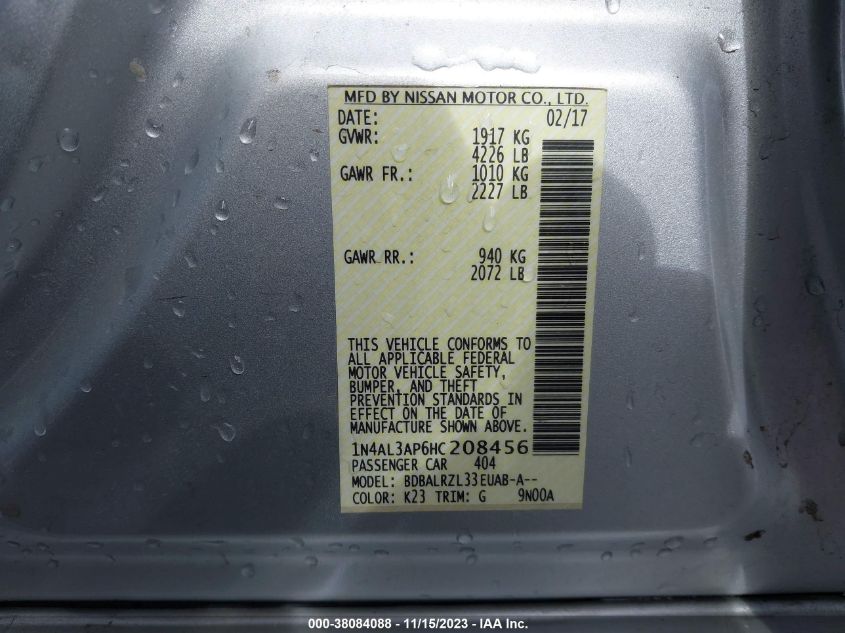 MFD BY NISSAN MOTOR CO., LTD.
DATE: 02/17
GVWR: 1917 KG
4226 LB
GAWR FR.: 1010 KG
2227 LB
GAWR RR.: 940 KG
2072 LB
THIS VEHICLE CONFORMS TO
ALL APPLICABLE FEDERAL
MOTOR VEHICLE SAFETY,
BUMPER, AND THEFT
PREVENTION STANDARDS IN
EFFECT ON THE DATE OF
MANUFACTURE SHOWN ABOVE.
1N4AL3AP6HC208456
PASSENGER CAR 404
MODEL: BDBALRZL33EUAB-A--
COLOR: K23 TRIM: G 9N00A
000-38084088 - 11/15/2023 - IAA Inc.